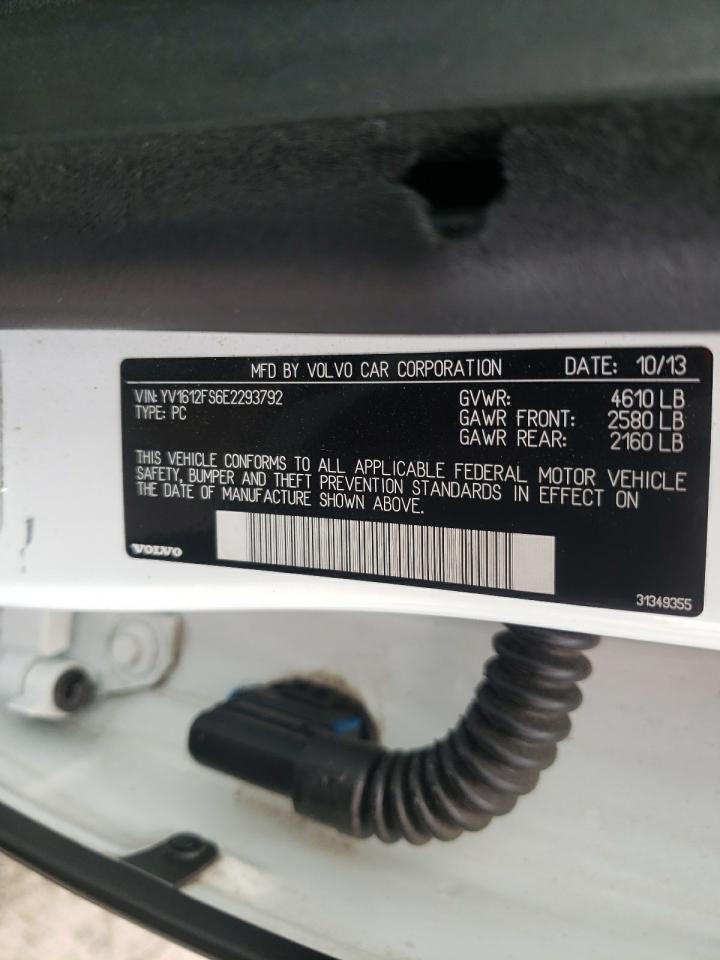 MFD BY VOLVO CAR CORPORATION DATE: 10/13
VIN: YV1612FS6E2293792 GVWR: 4610 LB
TYPE: PC GAWR FRONT: 2580 LB
GAWR REAR: 2160 LB
THIS VEHICLE CONFORMS TO ALL APPLICABLE FEDERAL MOTOR VEHICLE
SAFETY, BUMPER AND THEFT PREVENTION STANDARDS IN EFFECT ON
THE DATE OF MANUFACTURE SHOWN ABOVE.
VOLVO
31349355